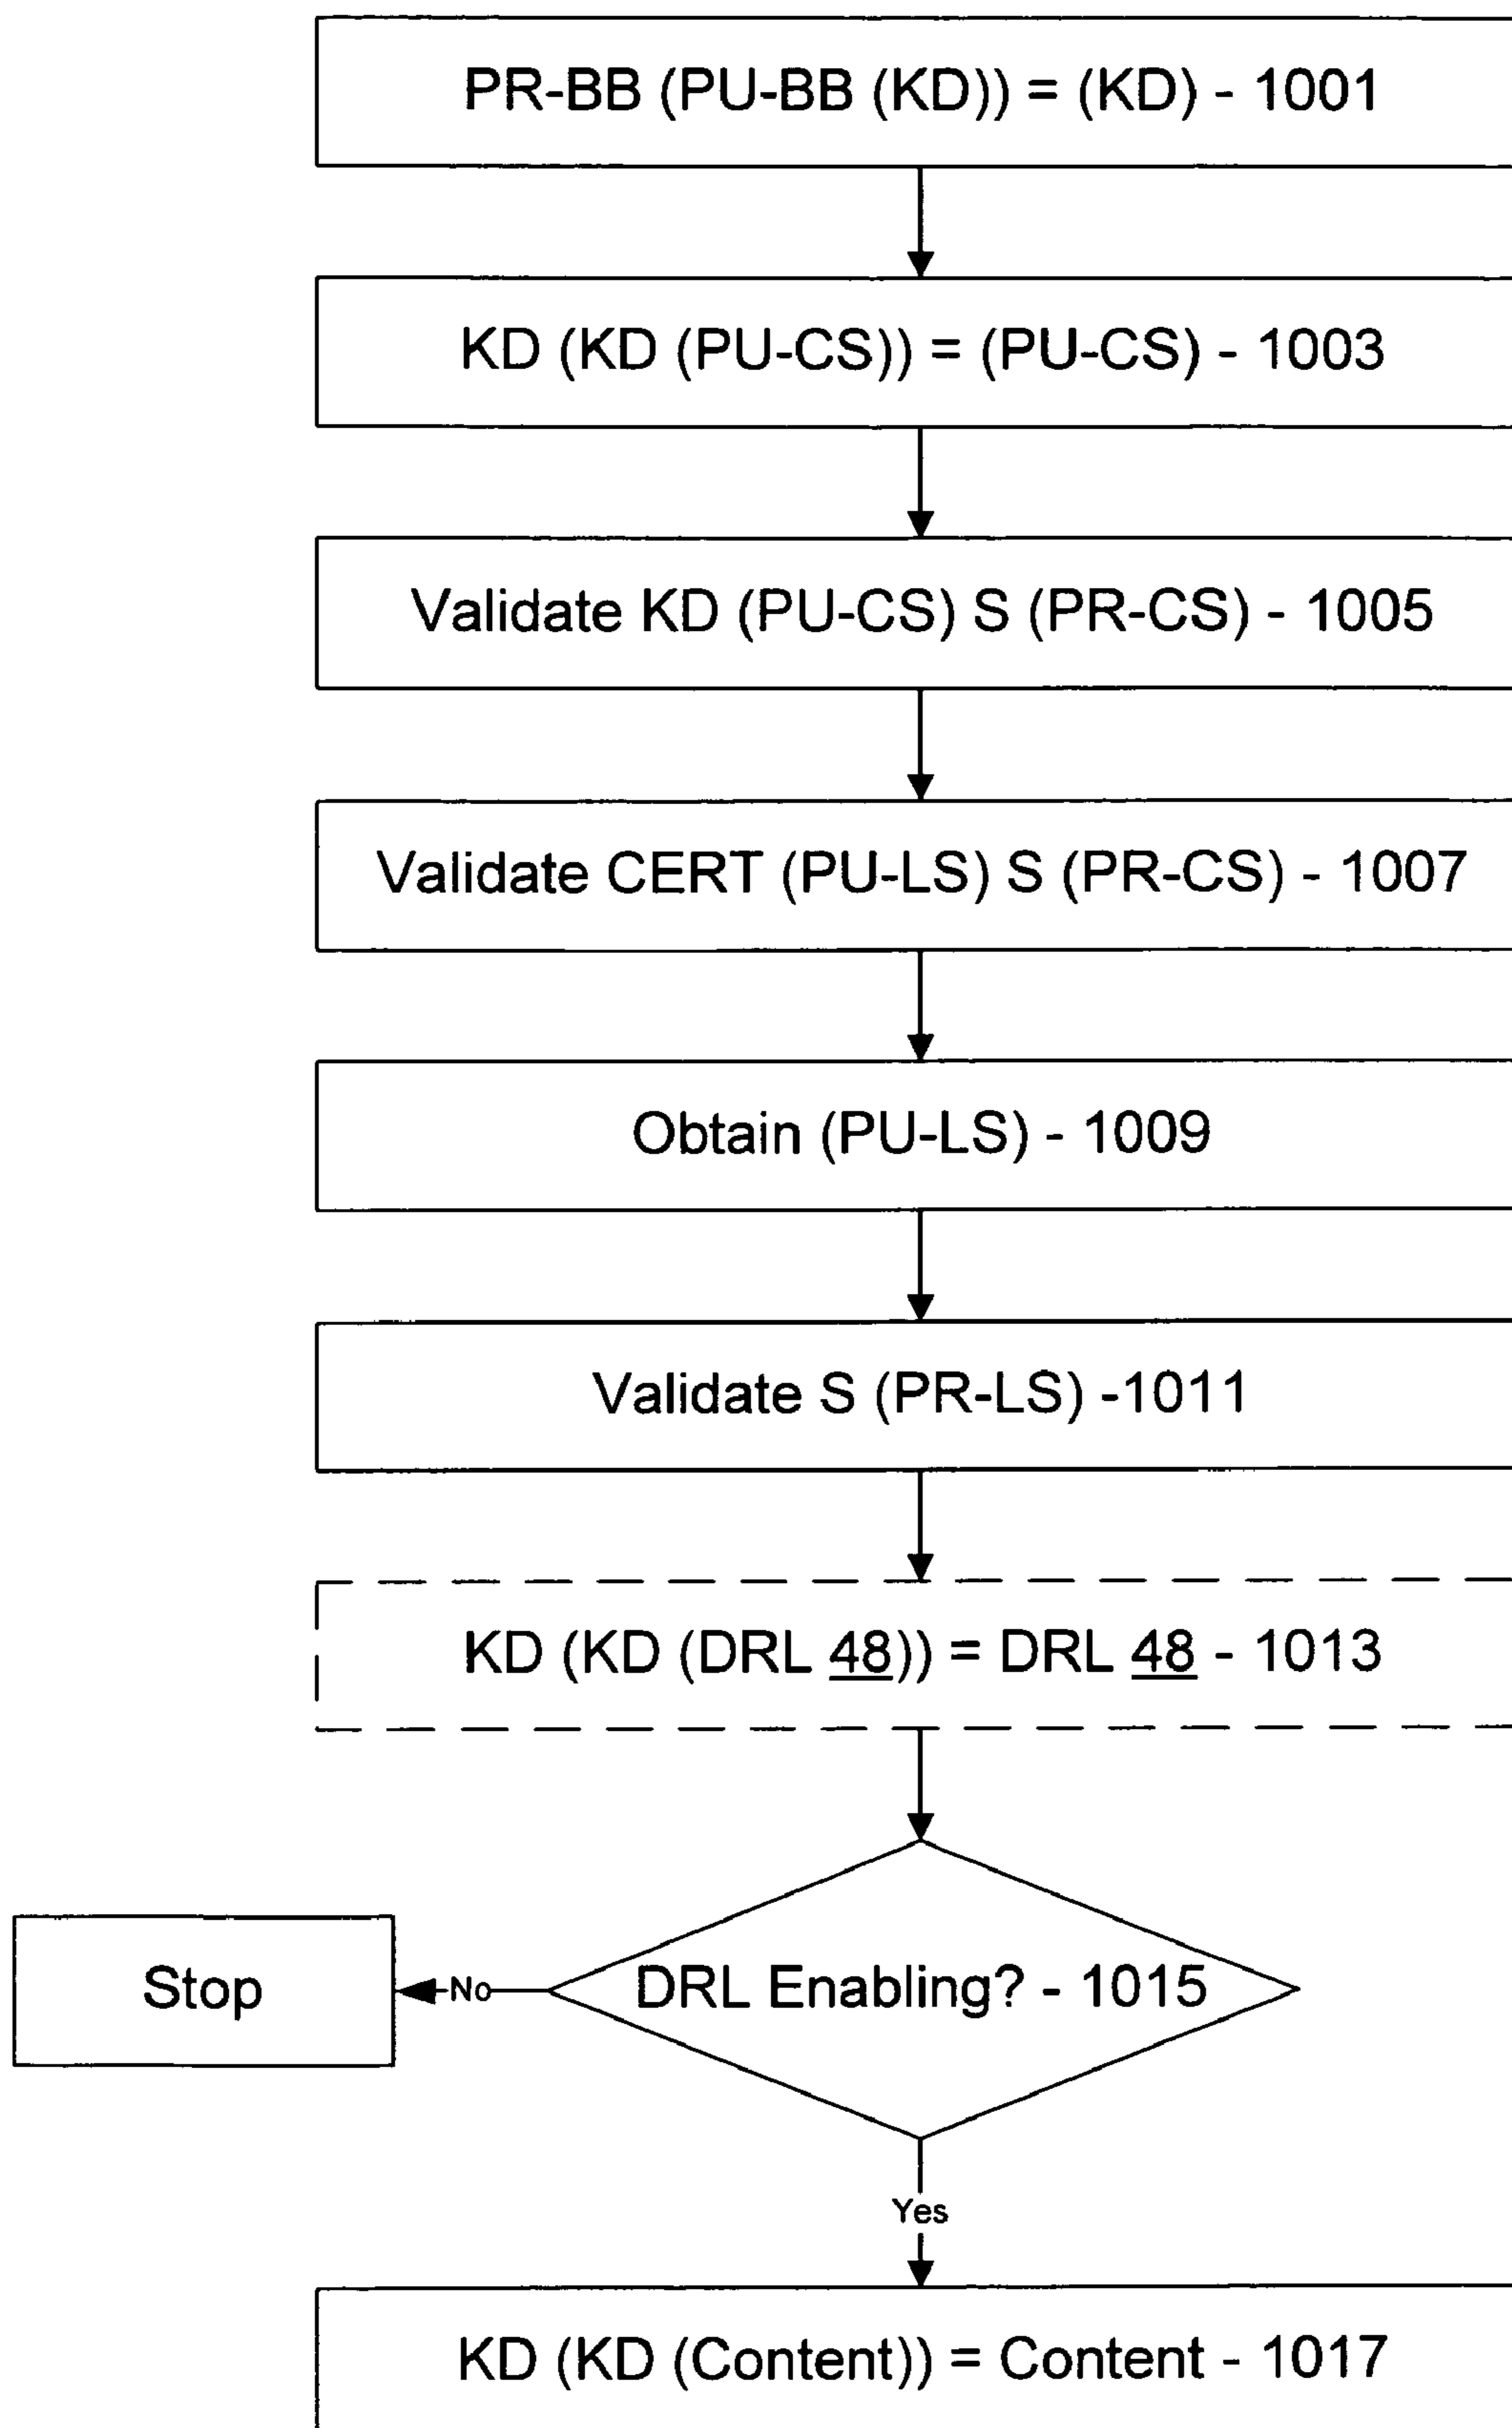 PR-BB (PU-BB (KD)) = (KD) - 1001
KD (KD (PU-CS)) = (PU-CS) - 1003
Validate KD (PU-CS) S (PR-CS) - 1005
Validate CERT (PU-LS) S (PR-CS) - 1007
Obtain (PU-LS) - 1009
Validate S (PR-LS) -1011
KD (KD (DRL 48)) = DRL 48 - 1013
DRL Enabling? - 1015
No
Stop
Yes
KD (KD (Content)) = Content - 1017